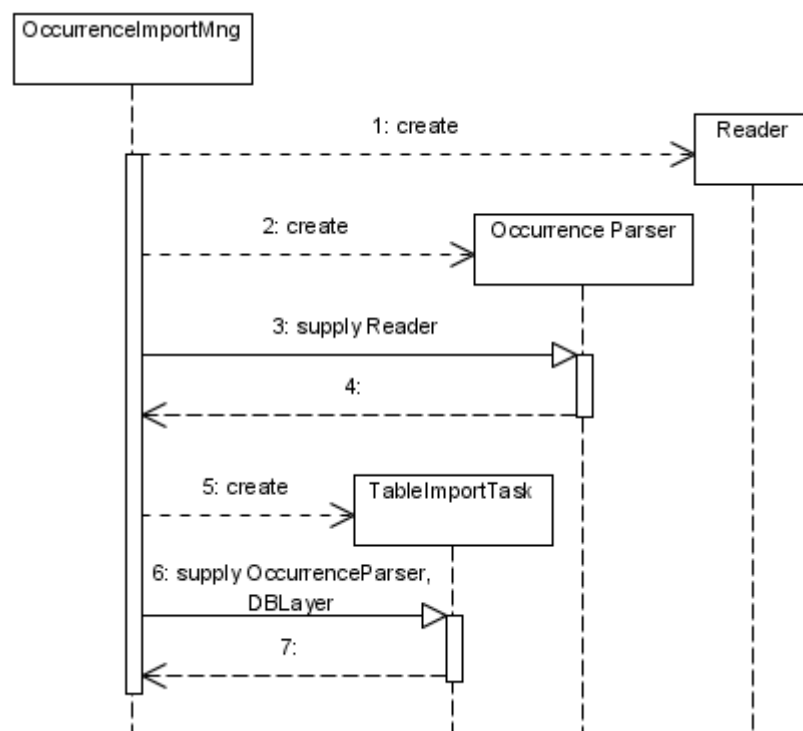 OccurrenceImportMng
1: create
Reader
2: create
Occurrence Parser
3: supply Reader
4:
5: create
TableImportTask
6: supply OccurrenceParser,
DBLayer
7: